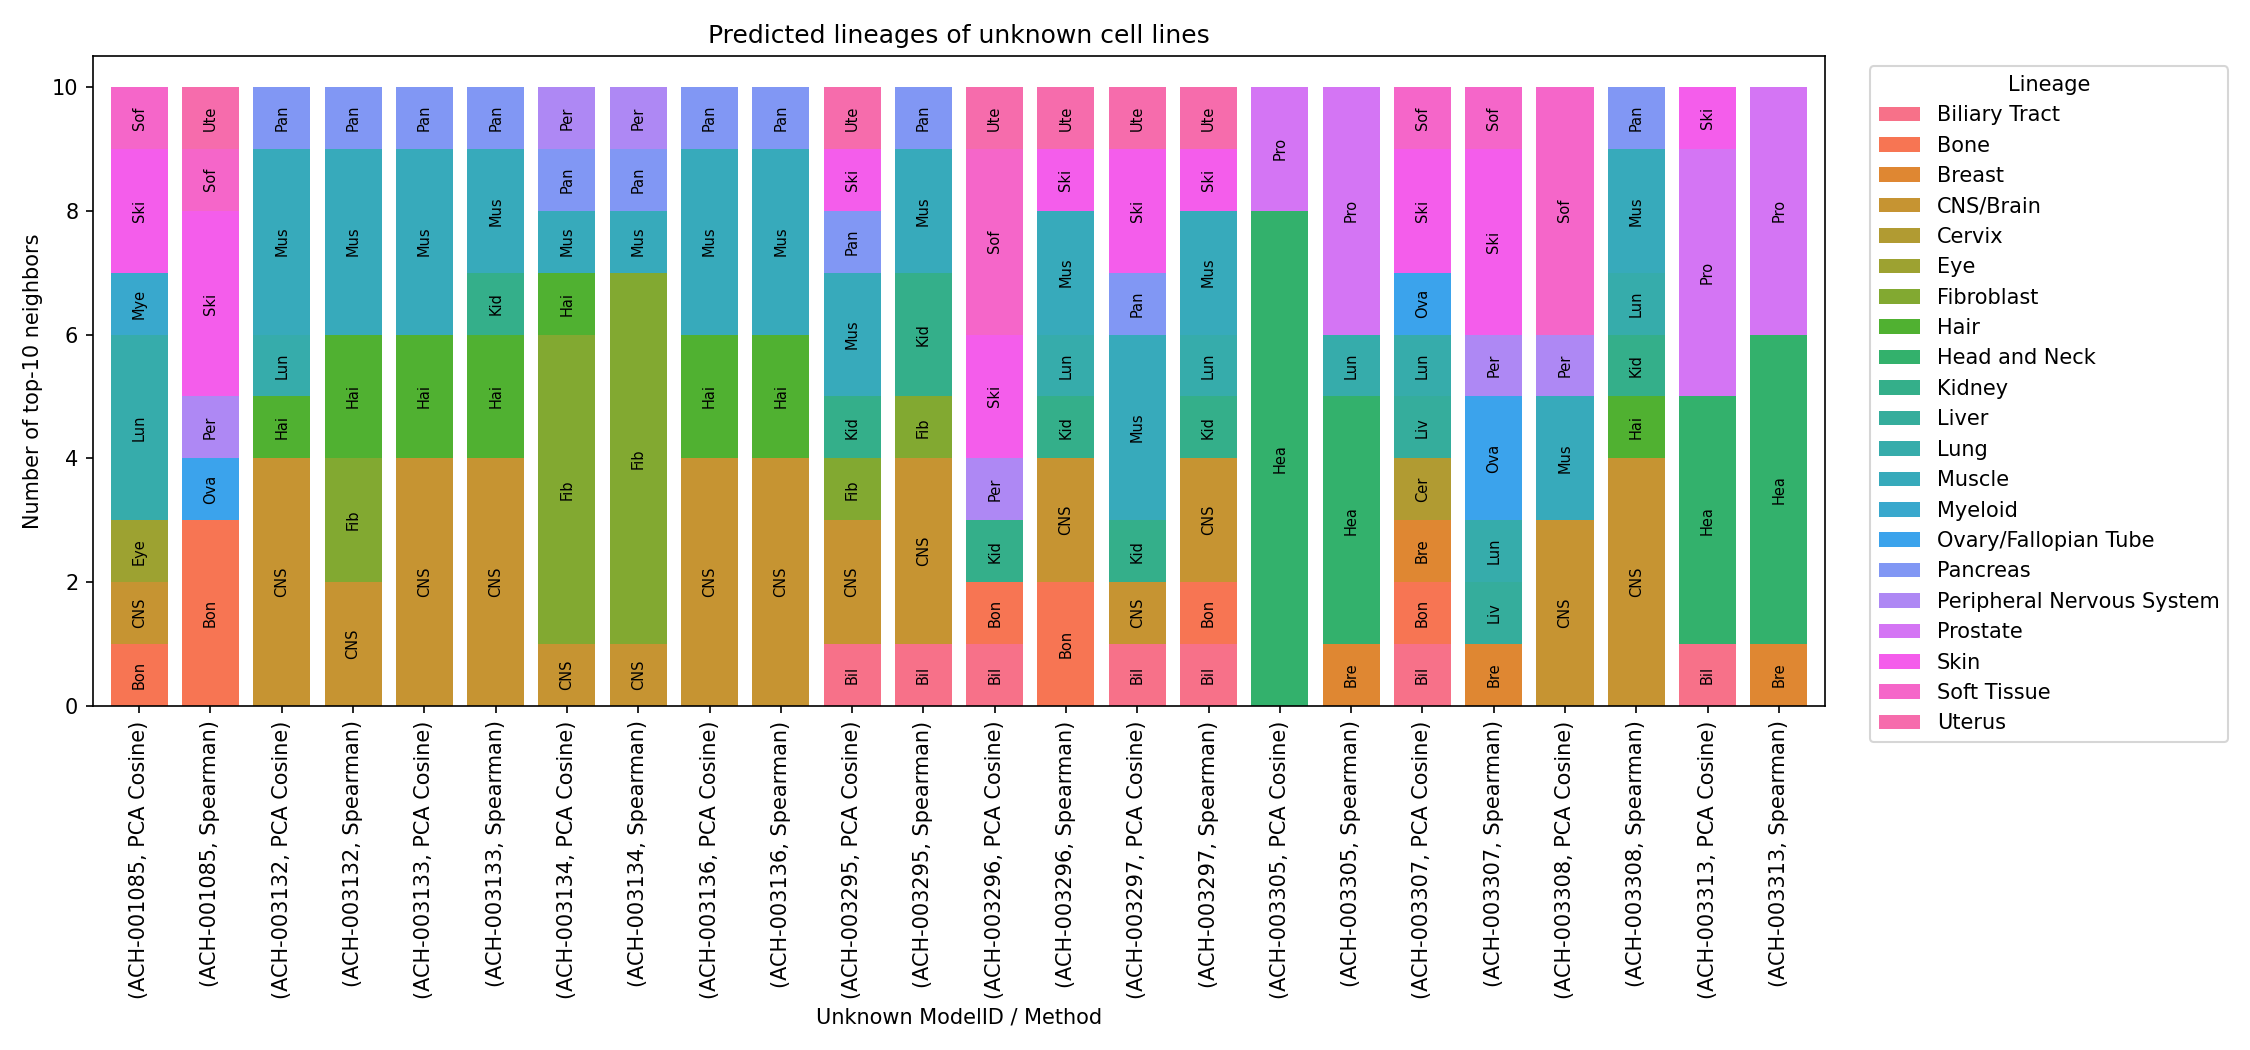 Predicted lineages of unknown cell lines
Number of top-10 neighbors
10
8
6
4
2
0
Bon CNS Eye Lun Mye Ski Sof
Bon Ova Per Ski Sof Ute
CNS Hai Lun Mus Pan
CNS Fib Hai Mus Pan
CNS Hai Mus Pan
CNS Hai Kid Mus Pan
CNS Fib Hai Mus Pan Per
CNS Fib Mus Pan Per
CNS Hai Mus Pan
CNS Hai Mus Pan
Bil CNS Fib Kid Mus Pan Ski Ute
Bil CNS Fib Kid Mus Pan
Bil Bon Kid Per Ski Sof Ute
Bon CNS Kid Lun Mus Ski Ute
Bil CNS Kid Mus Pan Ski Ute
Bil Bon CNS Kid Lun Mus Ski Ute
Hea Pro
Bre Hea Lun Pro
Bil Bon Bre Cer Liv Lun Ova Ski Sof
Bre Liv Lun Ova Per Ski Sof
CNS Mus Per Sof
CNS Hai Kid Lun Mus Pan
Bil Hea Pro Ski
Bre Hea Pro
(ACH-001085, PCA Cosine)
(ACH-001085, Spearman)
(ACH-003132, PCA Cosine)
(ACH-003132, Spearman)
(ACH-003133, PCA Cosine)
(ACH-003133, Spearman)
(ACH-003134, PCA Cosine)
(ACH-003134, Spearman)
(ACH-003136, PCA Cosine)
(ACH-003136, Spearman)
(ACH-003295, PCA Cosine)
(ACH-003295, Spearman)
(ACH-003296, PCA Cosine)
(ACH-003296, Spearman)
(ACH-003297, PCA Cosine)
(ACH-003297, Spearman)
(ACH-003305, PCA Cosine)
(ACH-003305, Spearman)
(ACH-003307, PCA Cosine)
(ACH-003307, Spearman)
(ACH-003308, PCA Cosine)
(ACH-003308, Spearman)
(ACH-003313, PCA Cosine)
(ACH-003313, Spearman)
Unknown ModelID / Method
Lineage
Biliary Tract
Bone
Breast
CNS/Brain
Cervix
Eye
Fibroblast
Hair
Head and Neck
Kidney
Liver
Lung
Muscle
Myeloid
Ovary/Fallopian Tube
Pancreas
Peripheral Nervous System
Prostate
Skin
Soft Tissue
Uterus